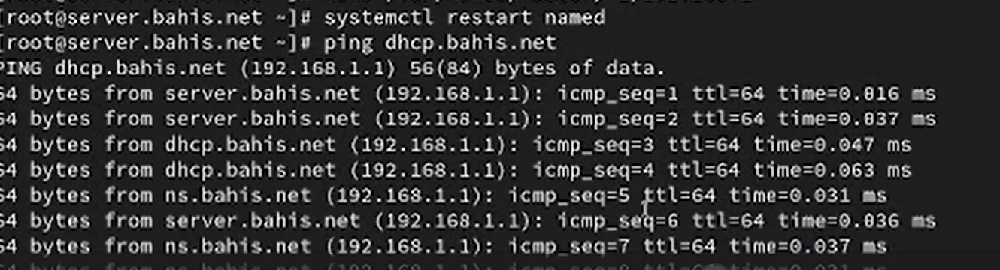 [root@server.bahis.net ~]# systemctl restart named
[root@server.bahis.net ~]# ping dhcp.bahis.net
PING dhcp.bahis.net (192.168.1.1) 56(84) bytes of data.
64 bytes from server.bahis.net (192.168.1.1): icmp_seq=1 ttl=64 time=0.016 ms
64 bytes from server.bahis.net (192.168.1.1): icmp_seq=2 ttl=64 time=0.037 ms
64 bytes from dhcp.bahis.net (192.168.1.1): icmp_seq=3 ttl=64 time=0.047 ms
64 bytes from dhcp.bahis.net (192.168.1.1): icmp_seq=4 ttl=64 time=0.063 ms
64 bytes from ns.bahis.net (192.168.1.1): icmp_seq=5 ttl=64 time=0.031 ms
64 bytes from server.bahis.net (192.168.1.1): icmp_seq=6 ttl=64 time=0.036 ms
64 bytes from ns.bahis.net (192.168.1.1): icmp_seq=7 ttl=64 time=0.037 ms